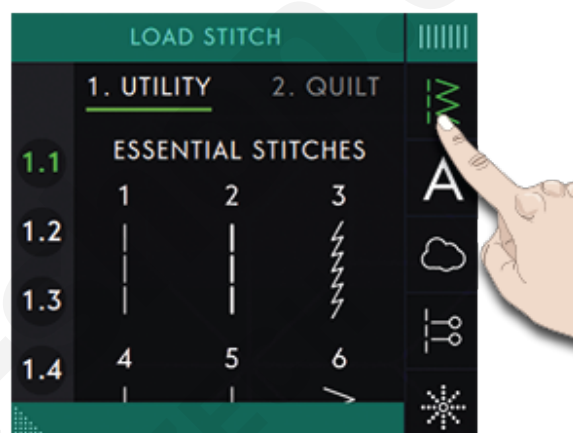 LOAD STITCH
1. UTILITY 2. QUILT
ESSENTIAL STITCHES
1.1
1 2 3
1.2
1.3
4 5 6
1.4
A